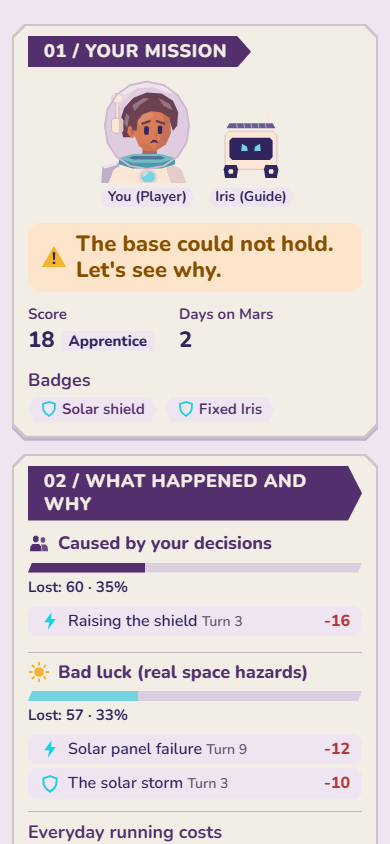 01 / YOUR MISSION
You (Player)
Iris (Guide)
The base could not hold.
Let's see why.
Score
Days on Mars
18 Apprentice
2
Badges
Solar shield
Fixed Iris
02 / WHAT HAPPENED AND
WHY
Caused by your decisions
Lost: 60 · 35%
Raising the shield Turn 3 -16
Bad luck (real space hazards)
Lost: 57 · 33%
Solar panel failure Turn 9 -12
The solar storm Turn 3 -10
Everyday running costs